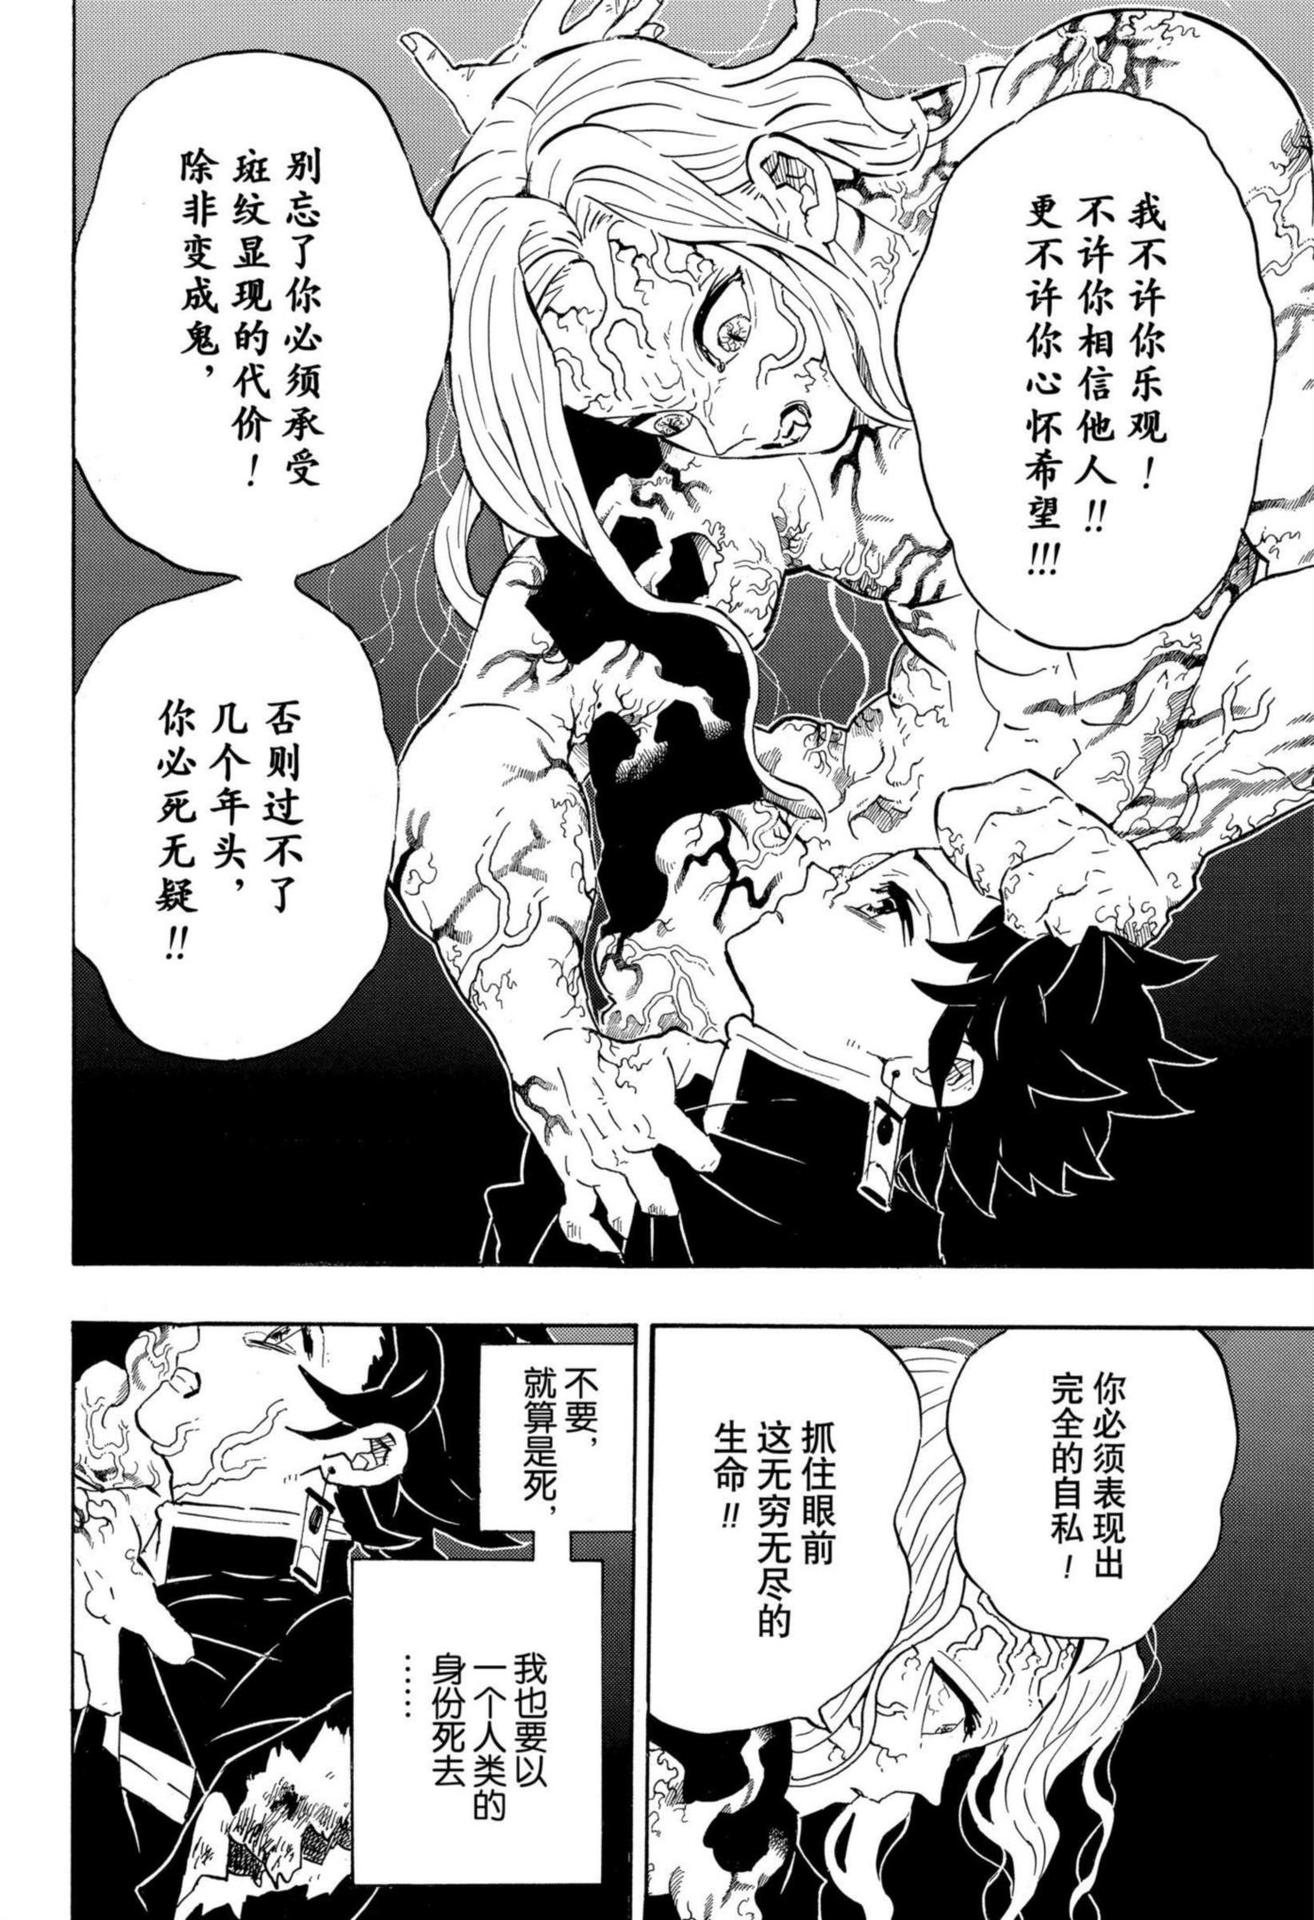 我不许你乐观！
不许你相信他人!!
更不许你心怀希望!!!
别忘了你必须承受
斑纹显现的代价！
除非变成鬼，
否则过不了
几个年头，
你必死无疑!!
你必须表现出
完全的自私！
抓住眼前
这无穷无尽的
生命!!
不要，
就算是死，
我也要以
一个人类的
身份死去
……